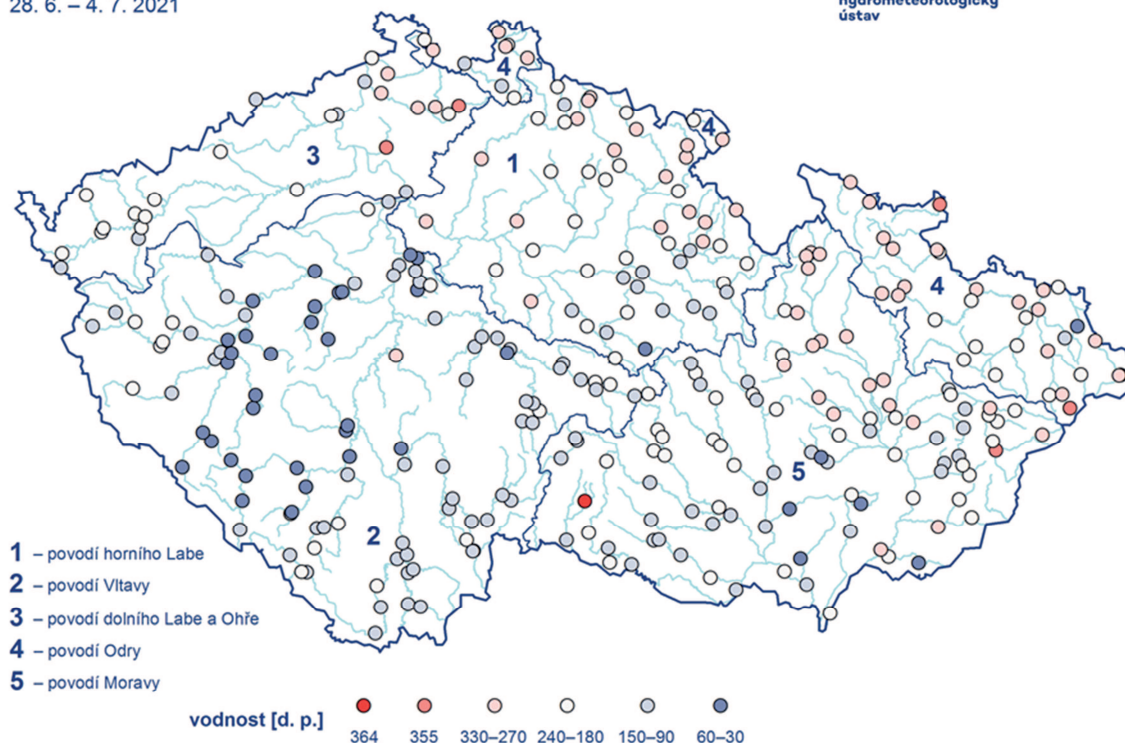 28. 6. – 4. 7. 2021
hydrometeorologický
ústav
4
4
3
1
4
5
2
1 – povodí horního Labe
2 – povodí Vltavy
3 – povodí dolního Labe a Ohře
4 – povodí Odry
5 – povodí Moravy
vodnost [d. p.]
364 355 330–270 240–180 150–90 60–30